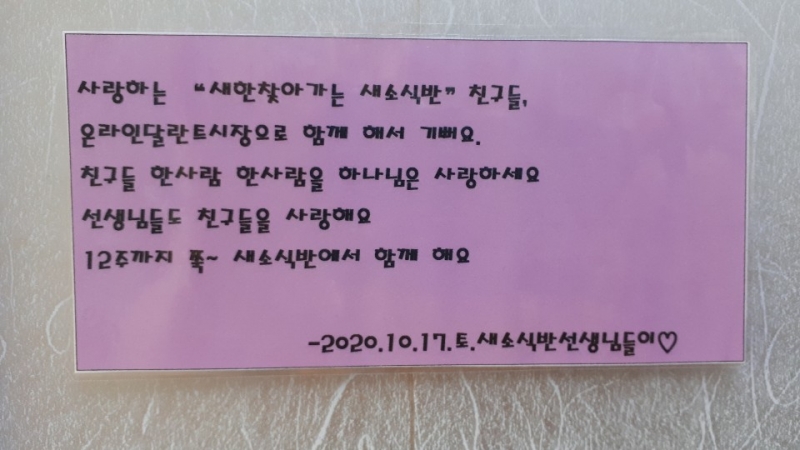 사랑하는 “새한찾아가는 새소식반” 친구들,
온라인달란트시장으로 함께 해서 기뻐요.
친구들 한사람 한사람을 하나님은 사랑하세요
선생님들도 친구들을 사랑해요
12주까지 쭉~ 새소식반에서 함께 해요
-2020.10.17.토.새소식반선생님들이♡